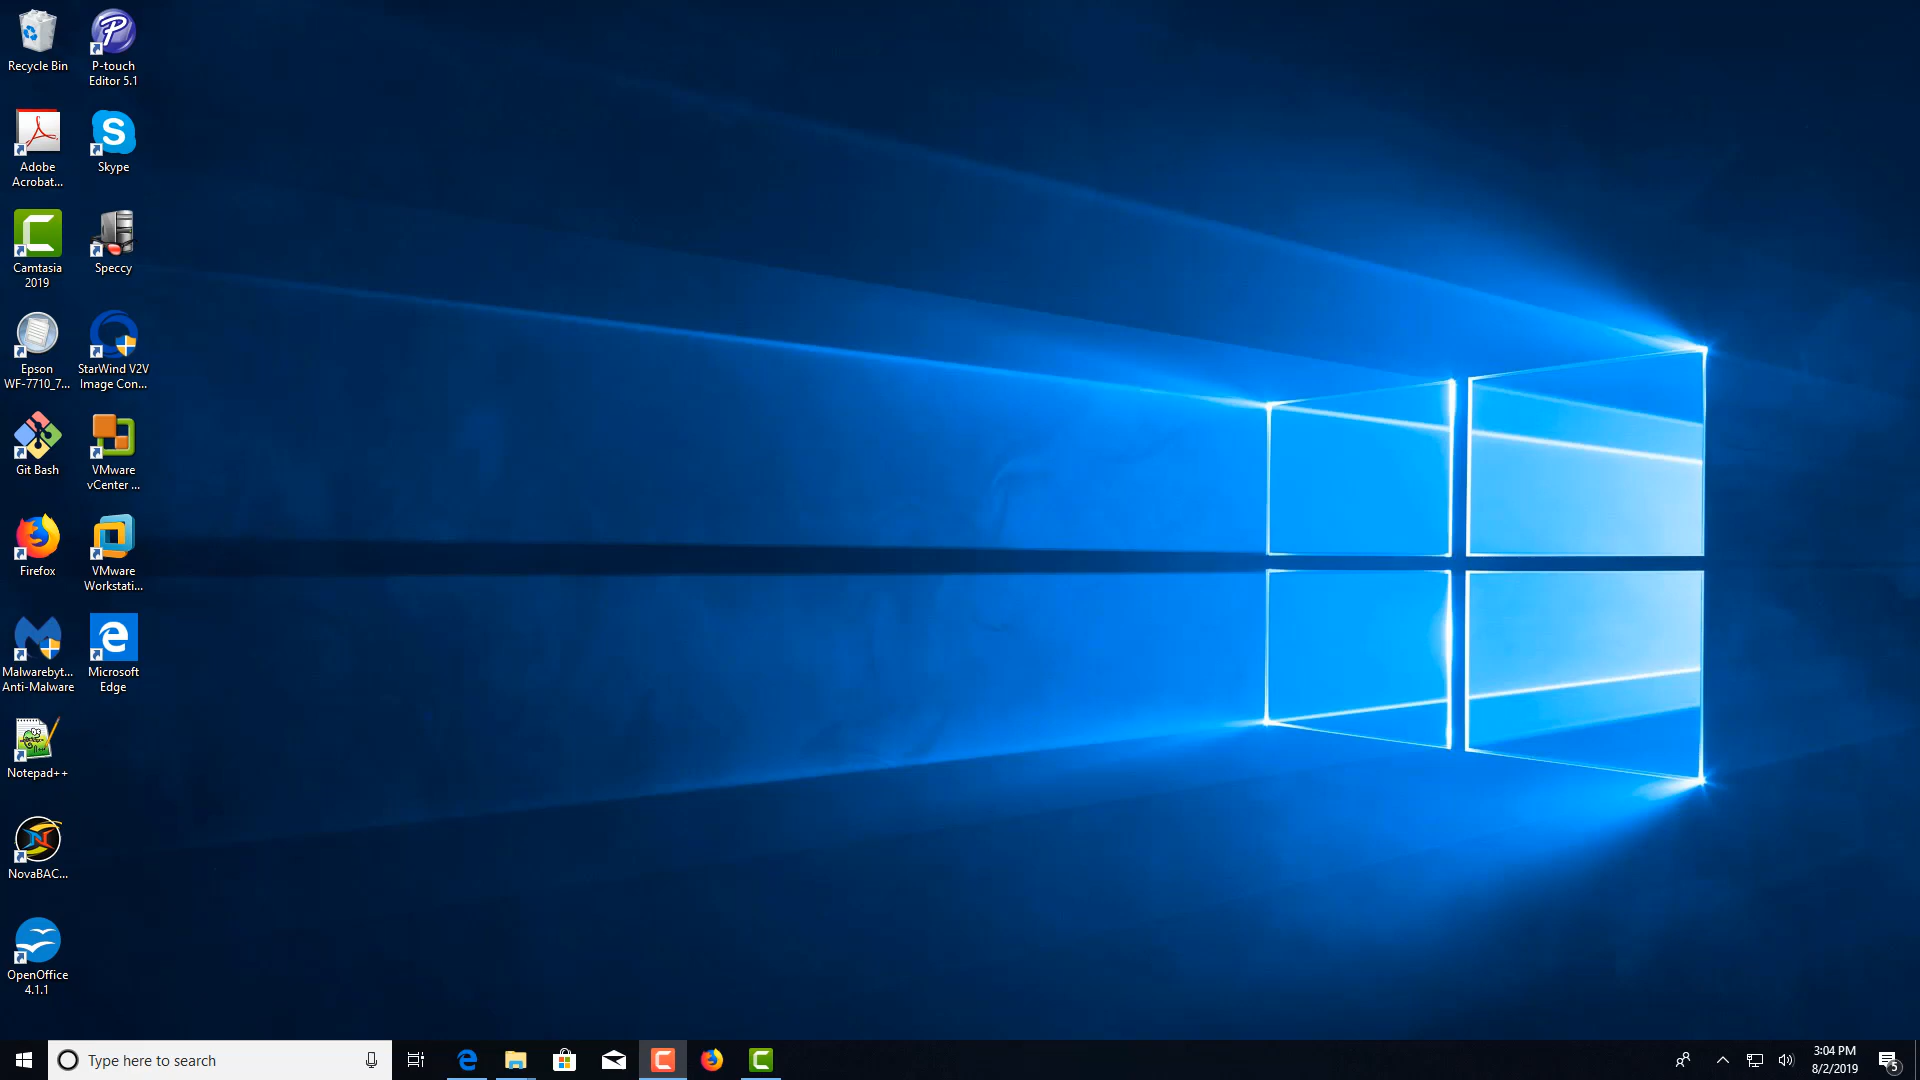 Recycle Bin
P-touch
Editor 5.1
Adobe
Acrobat...
Skype
Camtasia
2019
Speccy
Epson
WF-7710_7...
StarWind V2V
Image Con...
Git Bash
VMware
vCenter ...
Firefox
VMware
Workstati...
Malwarebyt...
Anti-Malware
Microsoft
Edge
Notepad++
NovaBAC...
OpenOffice
4.1.1
Type here to search
3:04 PM
8/2/2019
5